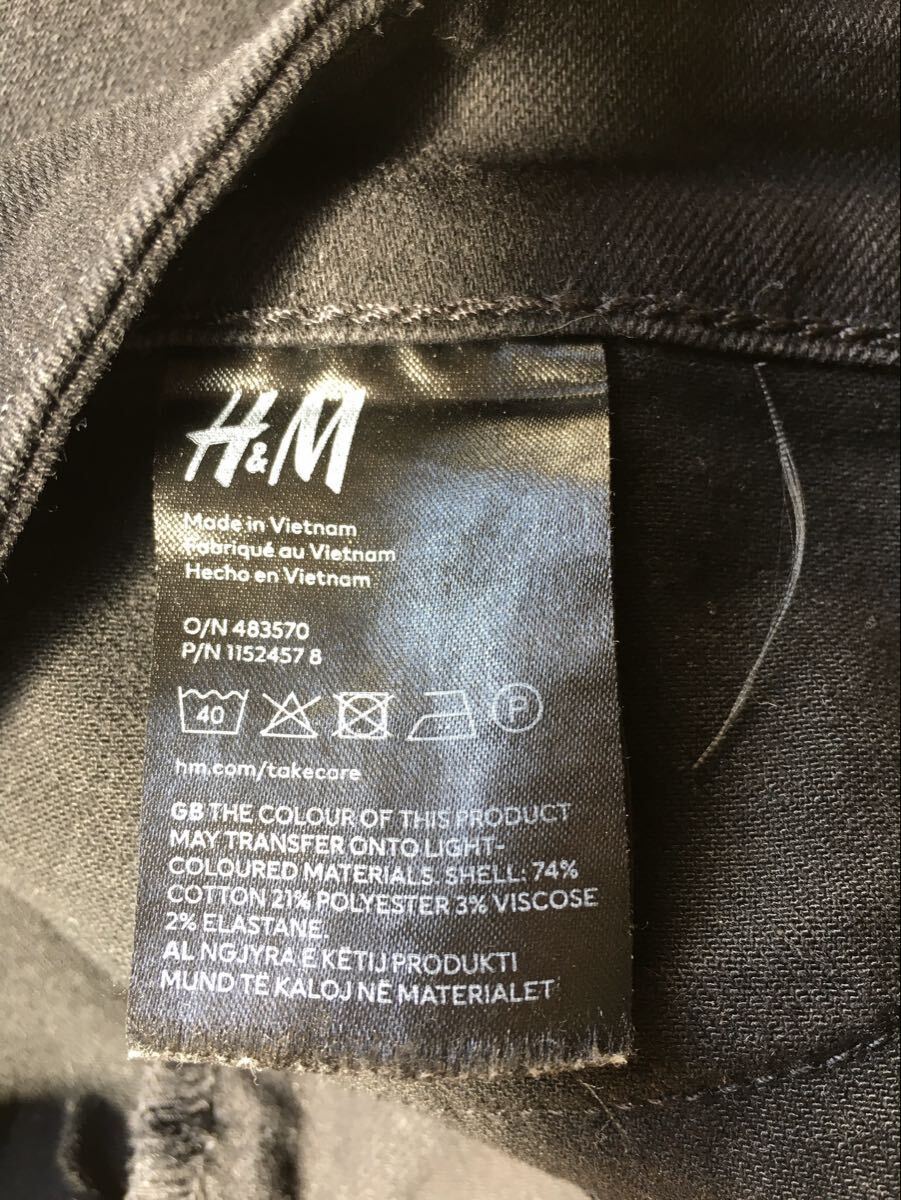 H&M
Made in Vietnam
Fabriqué au Vietnam
Hecho en Vietnam
O/N 483570
P/N 1152457 8
40 P
hm.com/takecare
GB THE COLOUR OF THIS PRODUCT
MAY TRANSFER ONTO LIGHT-
COLOURED MATERIALS. SHELL: 74%
COTTON 21% POLYESTER 3% VISCOSE
2% ELASTANE.
AL NGJYRA E KËTIJ PRODUKTI
MUND TË KALOJ NË MATERIALET